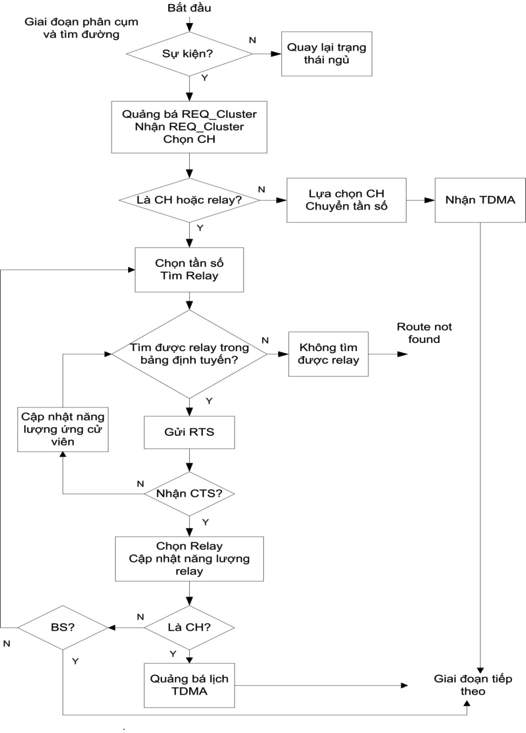 Giai đoạn phân cụm
và tìm đường
Bắt đầu
Sự kiện?
N
Quay lại trạng
thái ngủ
Y
Quảng bá REQ_Cluster
Nhận REQ_Cluster
Chọn CH
Là CH hoặc relay?
N
Lựa chọn CH
Chuyển tần số
Nhận TDMA
Y
Chọn tần số
Tìm Relay
Tìm được relay trong
bảng định tuyến?
N
Không tìm
được relay
Route not
found
Y
Cập nhật năng
lượng ứng cử
viên
Gửi RTS
N
Nhận CTS?
Y
Chọn Relay
Cập nhật năng lượng
relay
BS?
N
Là CH?
N
Y
Y
Quảng bá lịch
TDMA
Giai đoạn tiếp
theo